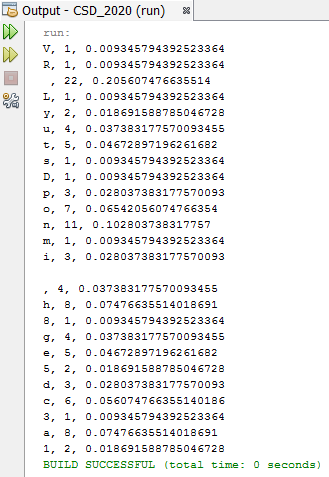 Output - CSD_2020 (run)
run:
V, 1, 0.009345794392523364
R, 1, 0.009345794392523364
 , 22, 0.205607476635514
L, 1, 0.009345794392523364
y, 2, 0.018691588785046728
u, 4, 0.037383177570093455
t, 5, 0.04672897196261682
s, 1, 0.009345794392523364
D, 1, 0.009345794392523364
p, 3, 0.028037383177570093
o, 7, 0.06542056074766354
n, 11, 0.102803738317757
m, 1, 0.009345794392523364
i, 3, 0.028037383177570093

, 4, 0.037383177570093455
h, 8, 0.07476635514018691
8, 1, 0.009345794392523364
g, 4, 0.037383177570093455
e, 5, 0.04672897196261682
5, 2, 0.018691588785046728
d, 3, 0.028037383177570093
c, 6, 0.056074766355140186
3, 1, 0.009345794392523364
a, 8, 0.07476635514018691
1, 2, 0.018691588785046728
BUILD SUCCESSFUL (total time: 0 seconds)